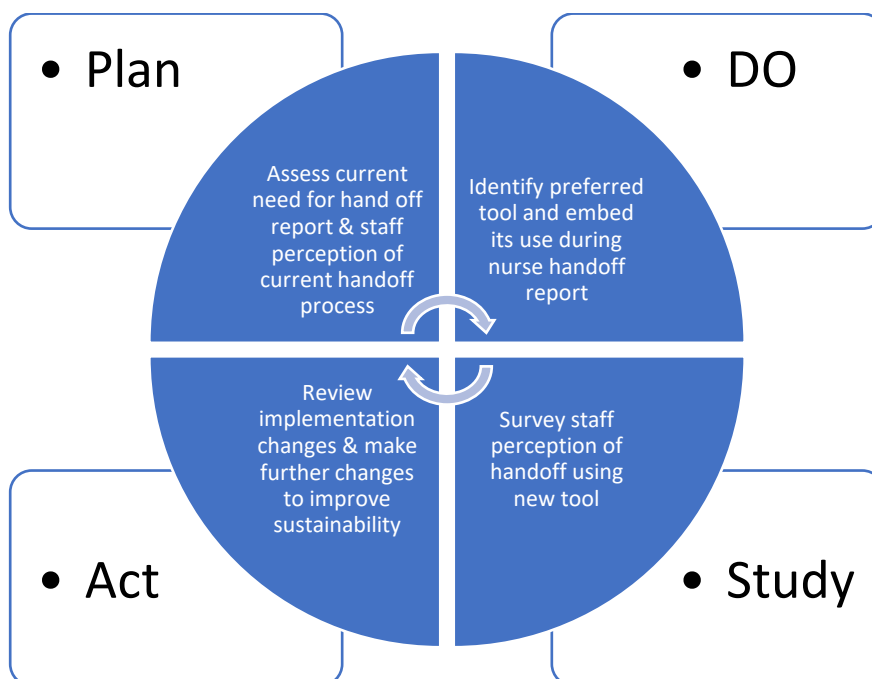 • Plan
Assess current
need for hand off
report & staff
perception of
current handoff
process
• DO
Identify preferred
tool and embed
its use during
nurse handoff
report
Review
implementation
changes & make
further changes
to improve
sustainability
• Act
Survey staff
perception of
handoff using
new tool
• Study